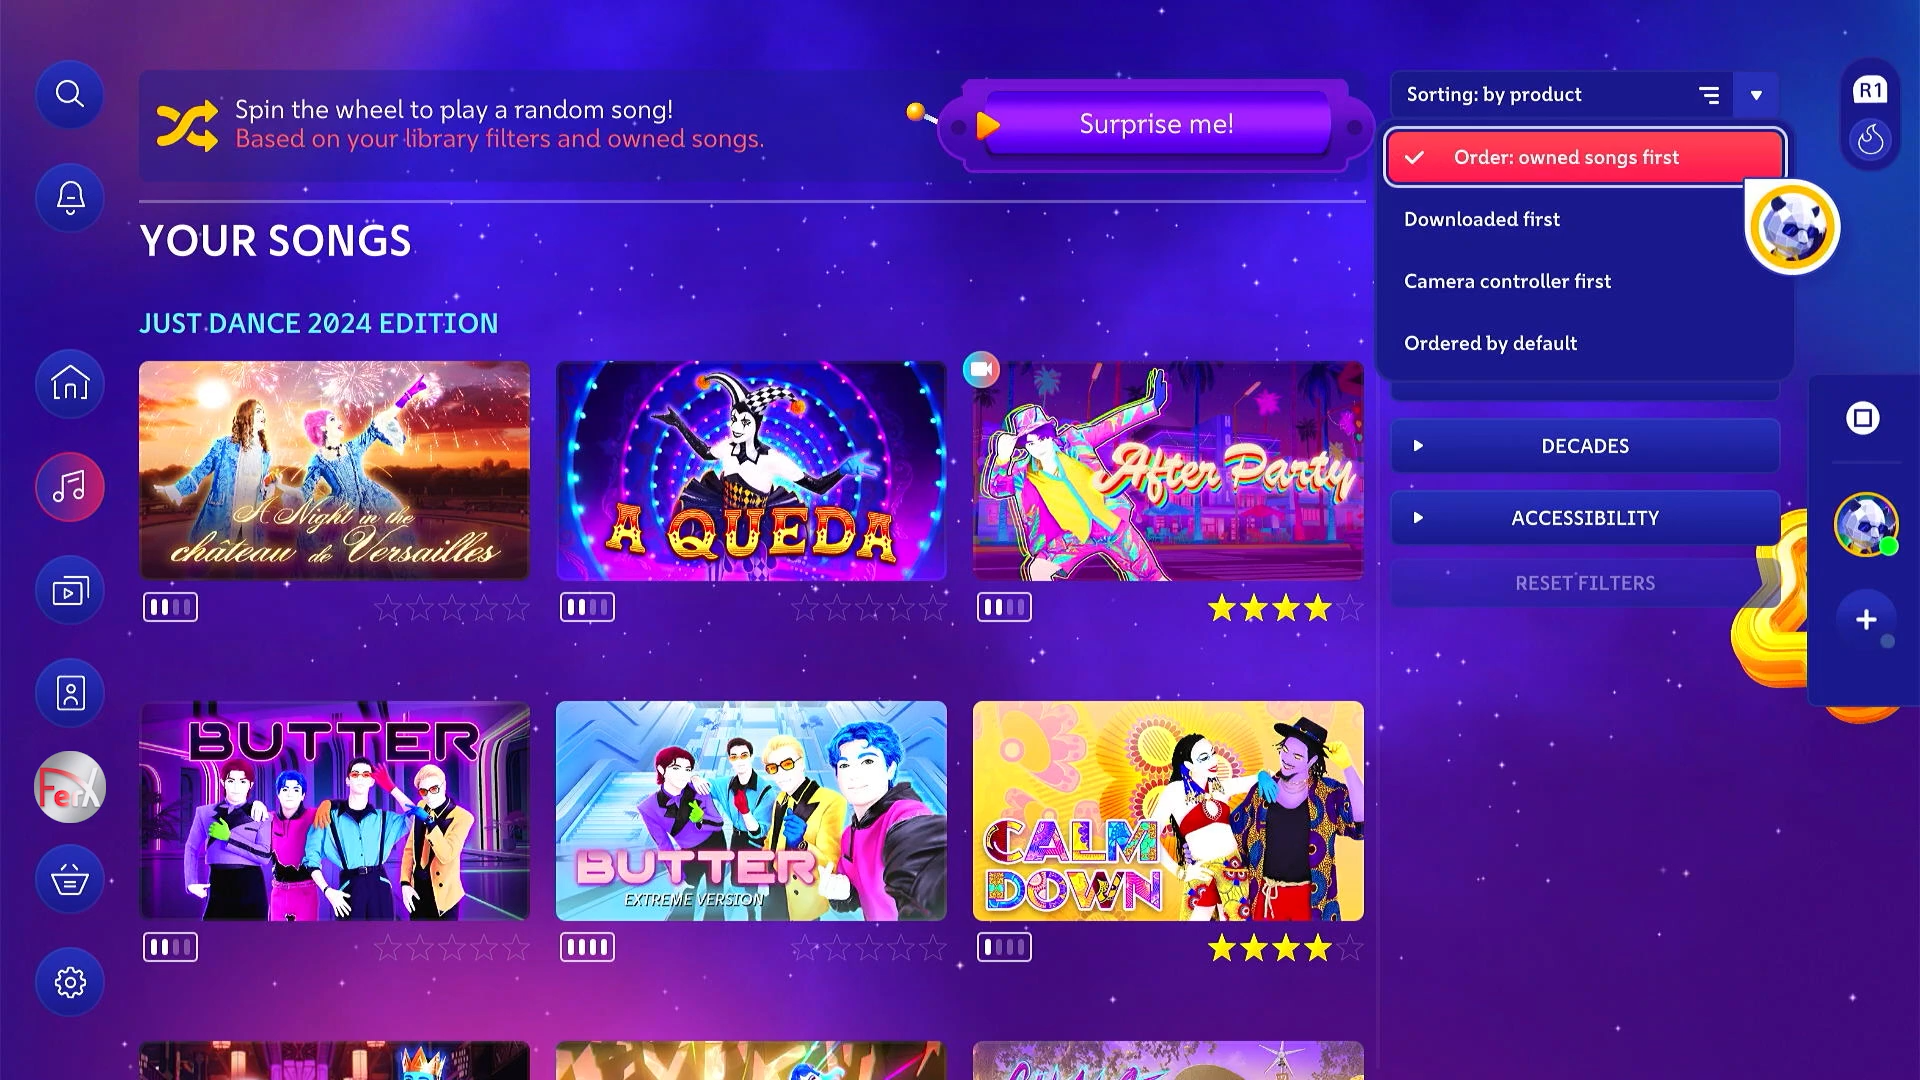 Spin the wheel to play a random song!
Based on your library filters and owned songs.
Surprise me!
Sorting: by product
R1
Order: owned songs first
Downloaded first
Camera controller first
Ordered by default
YOUR SONGS
JUST DANCE 2024 EDITION
A Night in the
château de Versailles
A QUEDA
After Party
DECADES
ACCESSIBILITY
RESET FILTERS
BUTTER
BUTTER
EXTREME VERSION
CALM
DOWN
FerX